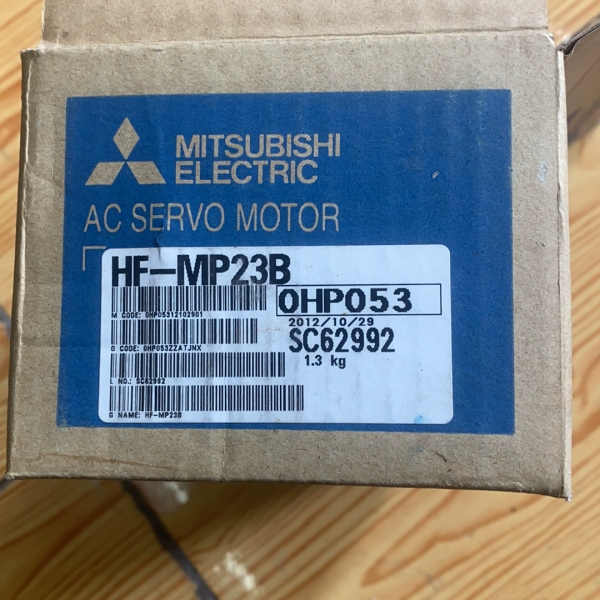 MITSUBISHI
ELECTRIC
AC SERVO MOTOR
HF-MP23B
0HP053
M CODE: 0HP05312102901
2012/10/29
SC62992
G CODE: 0HP053ZZATJNX
1.3 kg
L NO.: SC62992
G NAME: HF-MP23B